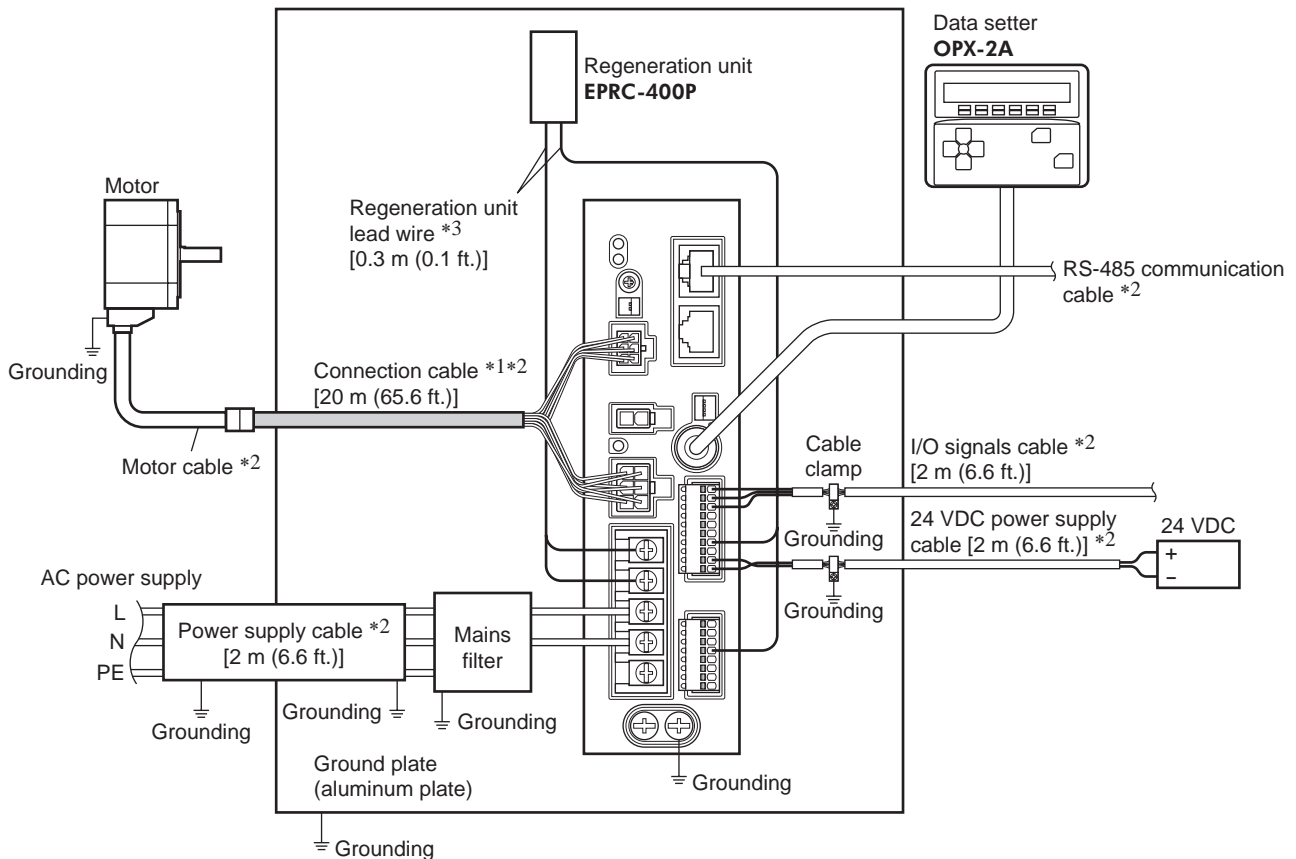 Data setter
OPX-2A
Regeneration unit
EPRC-400P
Motor
Regeneration unit
lead wire *3
[0.3 m (0.1 ft.)]
RS-485 communication
cable *2
Grounding
Connection cable *1*2
[20 m (65.6 ft.)]
Motor cable *2
Cable
clamp
I/O signals cable *2
[2 m (6.6 ft.)]
Grounding
24 VDC power supply
cable [2 m (6.6 ft.)] *2
24 VDC
+
−
Grounding
AC power supply
L
N
PE
Power supply cable *2
[2 m (6.6 ft.)]
Mains
filter
Grounding
Grounding
Grounding
Ground plate
(aluminum plate)
Grounding
Grounding